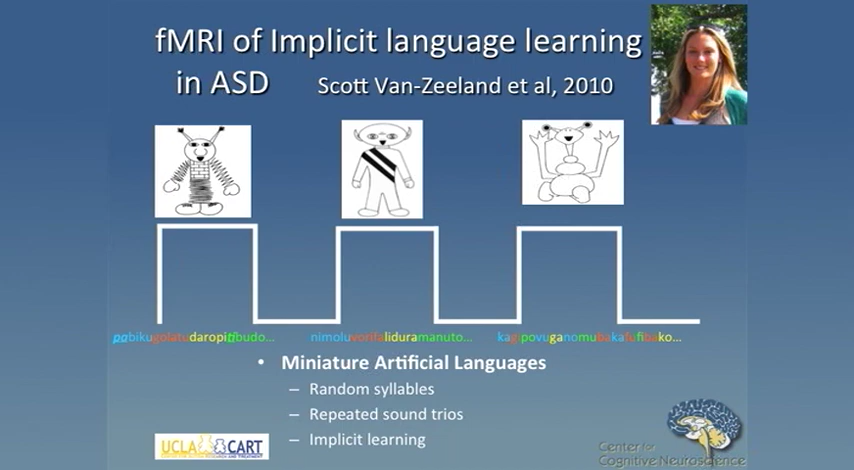 fMRI of Implicit language learning
in ASD Scott Van-Zeeland et al, 2010
pabikugolatudaropitibudo... nimoluvorifaliduramanuto... kagipovuganomubakafufibako...
• Miniature Artificial Languages
– Random syllables
– Repeated sound trios
– Implicit learning
UCLA CART
Center for
Cognitive Neuroscience